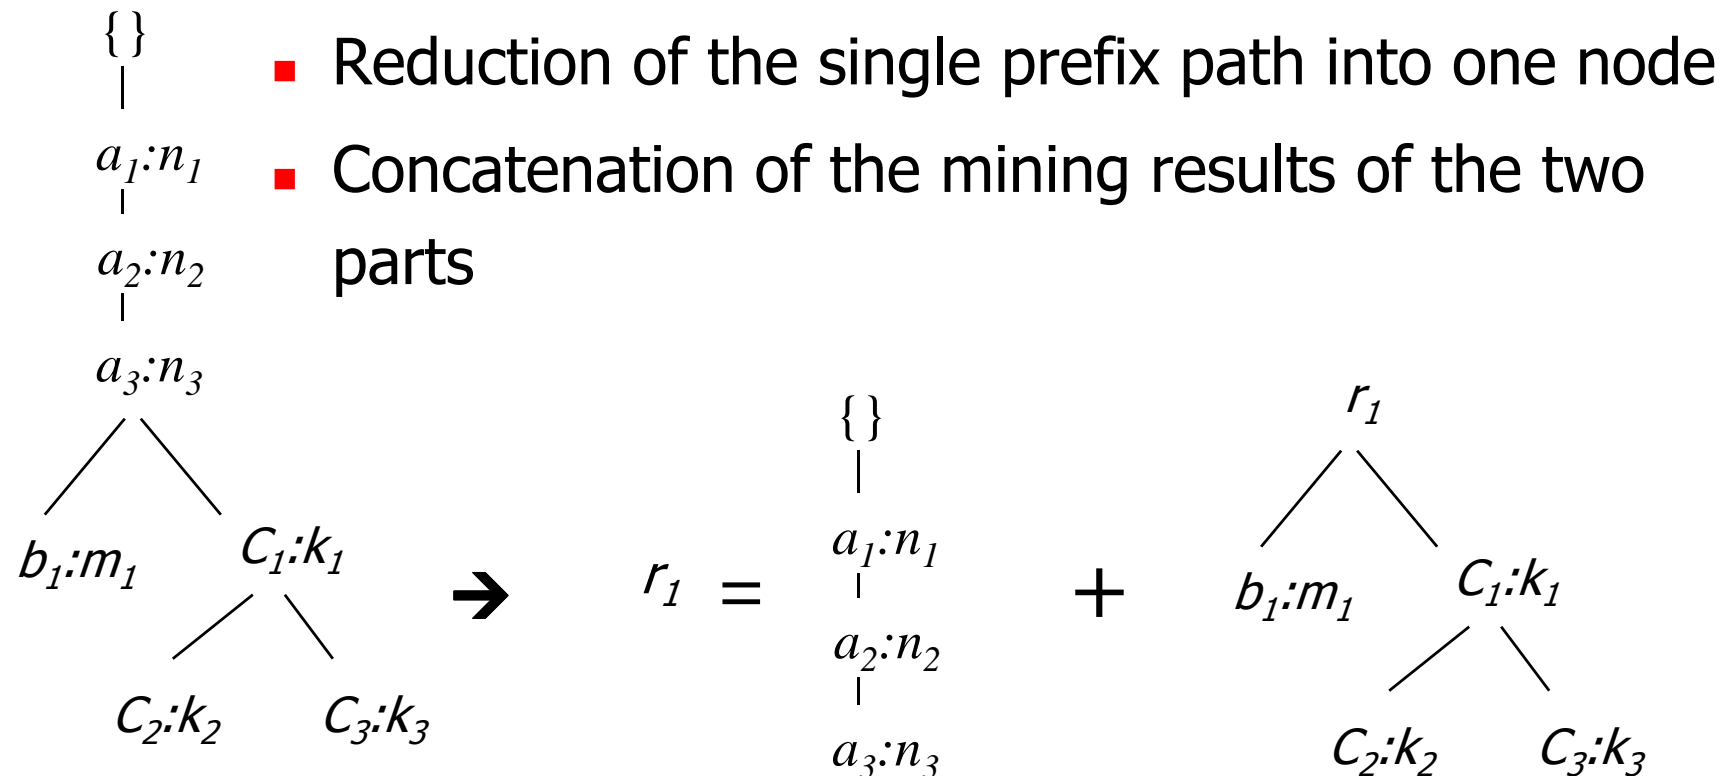 {}
Reduction of the single prefix path into one node
a₁:n₁
Concatenation of the mining results of the two
a₂:n₂
parts
a₃:n₃
b₁:m₁
C₁:k₁
C₂:k₂ C₃:k₃
➔
r₁ =
{}
a₁:n₁
a₂:n₂
a₃:n₃
+
r₁
b₁:m₁
C₁:k₁
C₂:k₂ C₃:k₃